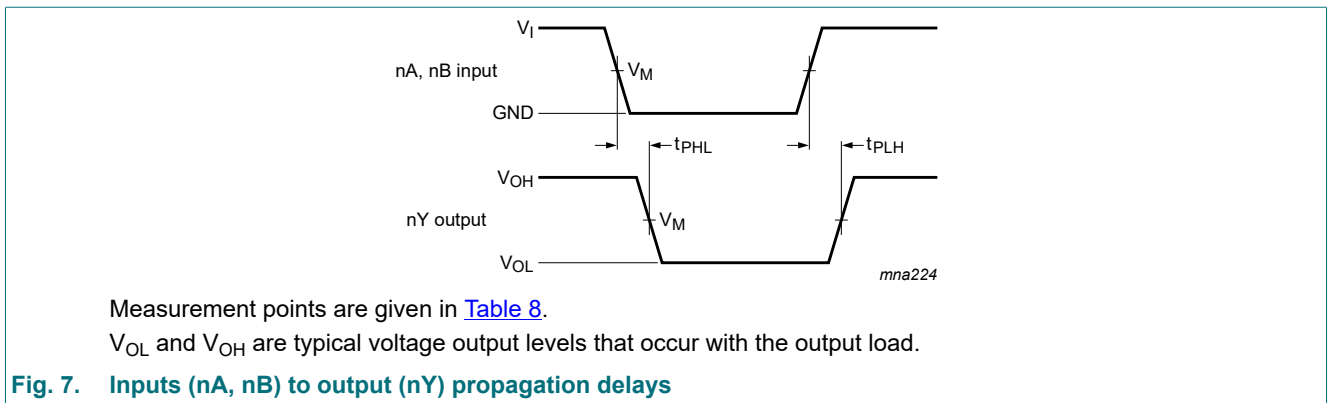 VI
nA, nB input
VM
GND
tPHL
tPLH
VOH
nY output
VM
VOL
mna224
Measurement points are given in Table 8.
VOL and VOH are typical voltage output levels that occur with the output load.
Fig. 7. Inputs (nA, nB) to output (nY) propagation delays